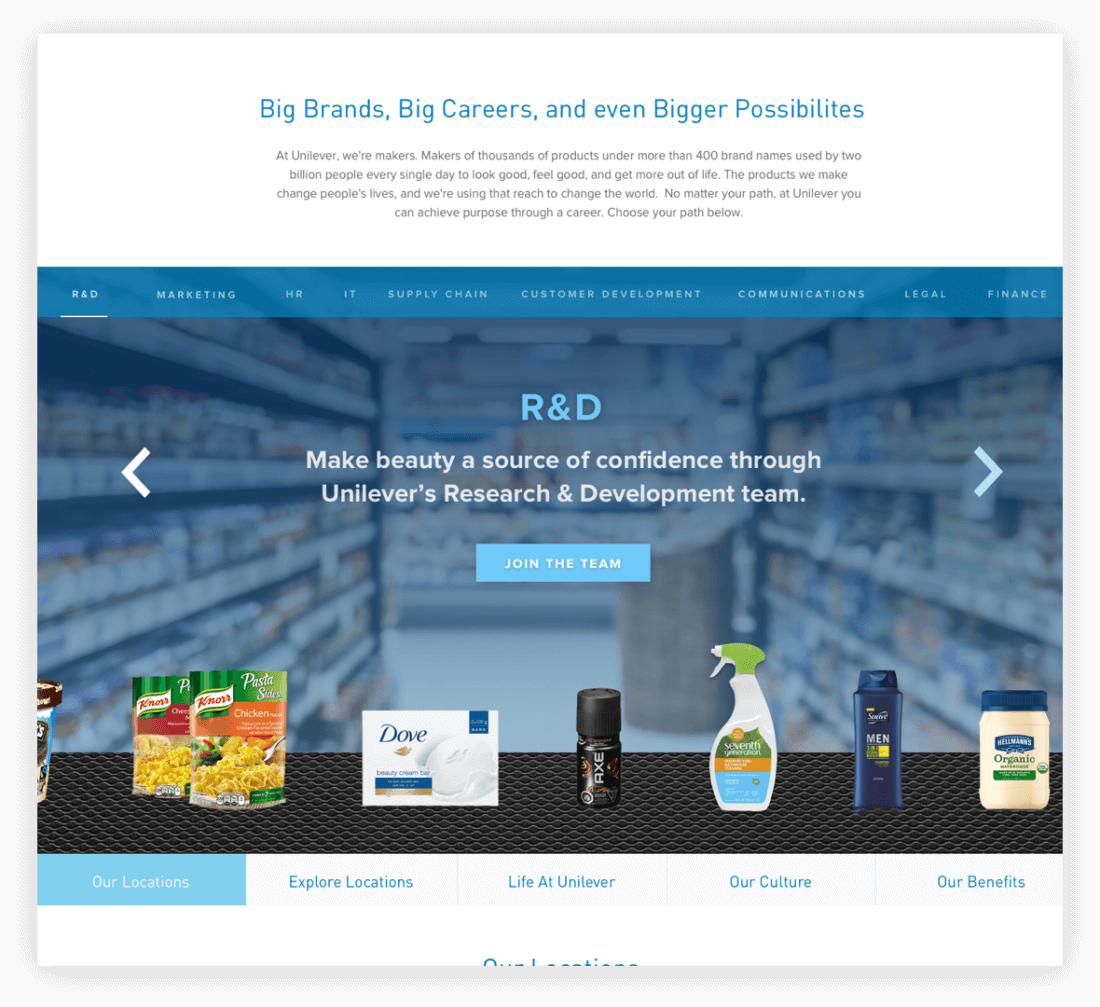 Big Brands, Big Careers, and even Bigger Possibilites
At Unilever, we're makers. Makers of thousands of products under more than 400 brand names used by two
billion people every single day to look good, feel good, and get more out of life. The products we make
change people's lives, and we're using that reach to change the world.  No matter your path, at Unilever you
can achieve purpose through a career. Choose your path below.
R&D MARKETING HR IT SUPPLY CHAIN CUSTOMER DEVELOPMENT COMMUNICATIONS LEGAL FINANCE
R&D
Make beauty a source of confidence through
Unilever’s Research & Development team.
JOIN THE TEAM
Knorr
Knorr
Pasta
Sides
Chicken
Dove
beauty cream bar
AXE
seventh
generation
Suave
MEN
HELLMANN'S
Organic
MAYONNAISE
Our Locations Explore Locations Life At Unilever Our Culture Our Benefits
Our Locations